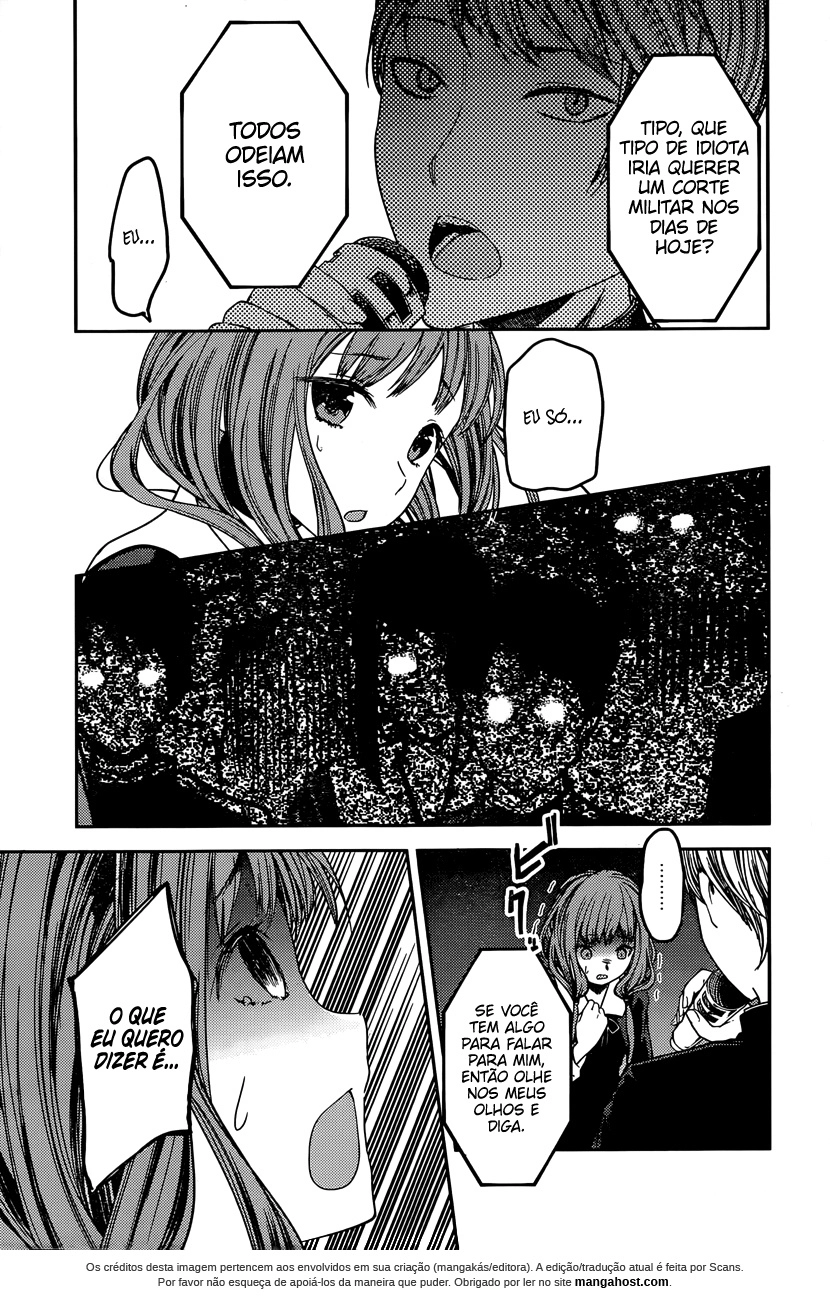 TIPO, QUE
TIPO DE IDIOTA
IRIA QUERER
UM CORTE
MILITAR NOS
DIAS DE
HOJE?
TODOS
ODEIAM
ISSO.
EU...
EU SÓ...
.........
ビクッ
SE VOCÊ
TEM ALGO
PARA FALAR
PARA MIM,
ENTÃO OLHE
NOS MEUS
OLHOS E
DIGA.
O QUE
EU QUERO
DIZER É...
Os créditos desta imagem pertencem aos envolvidos em sua criação (mangakás/editora). A edição/tradução atual é feita por Scans.
Por favor não esqueça de apoiá-los da maneira que puder. Obrigado por ler no site mangahost.com.